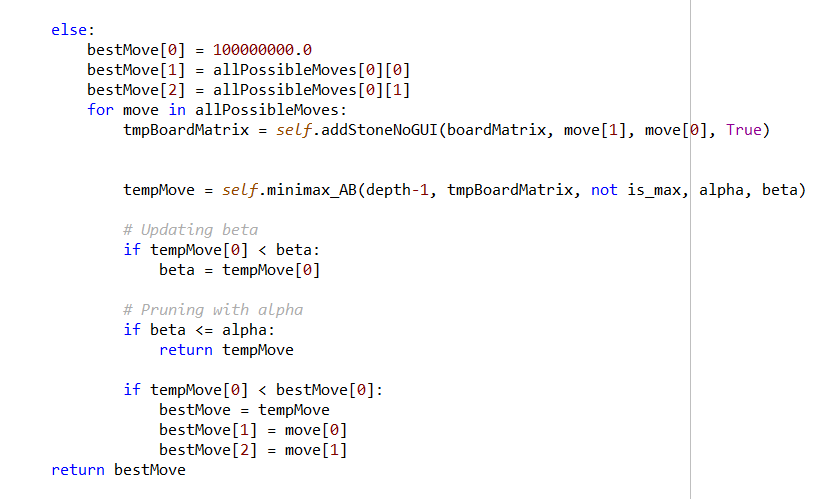 else:
    bestMove[0] = 100000000.0
    bestMove[1] = allPossibleMoves[0][0]
    bestMove[2] = allPossibleMoves[0][1]
    for move in allPossibleMoves:
        tmpBoardMatrix = self.addStoneNoGUI(boardMatrix, move[1], move[0], True)
        tempMove = self.minimax_AB(depth-1, tmpBoardMatrix, not is_max, alpha, beta)
        # Updating beta
        if tempMove[0] < beta:
            beta = tempMove[0]
        # Pruning with alpha
        if beta <= alpha:
            return tempMove
        if tempMove[0] < bestMove[0]:
            bestMove = tempMove
            bestMove[1] = move[0]
            bestMove[2] = move[1]
return bestMove